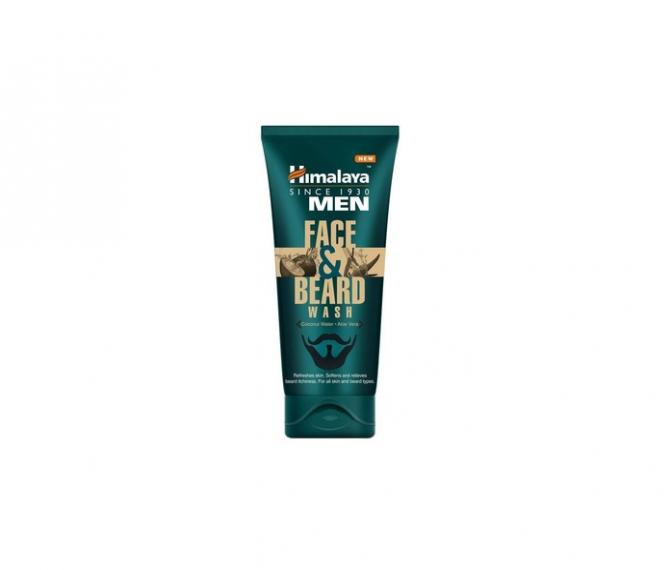 NEW
Himalaya
SINCE 1930
MEN
FACE
&
BEARD
WASH
Coconut Water • Aloe Vera
Refreshes skin. Softens and relieves
beard itchiness. For all skin and beard types.